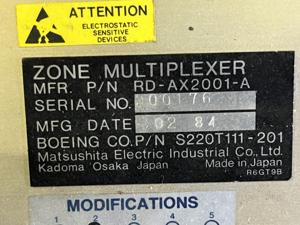 ATTENTION
ELECTROSTATIC
SENSITIVE
DEVICES
ZONE MULTIPLEXER
MFR. P/N RD-AX2001-A
SERIAL NO. 000176
MFG DATE 02 84
BOEING CO. P/N S220T111-201
Matsushita Electric Industrial Co., Ltd.
Kadoma Osaka Japan Made in Japan
R6GT9B
MODIFICATIONS
1 2 3 4 5